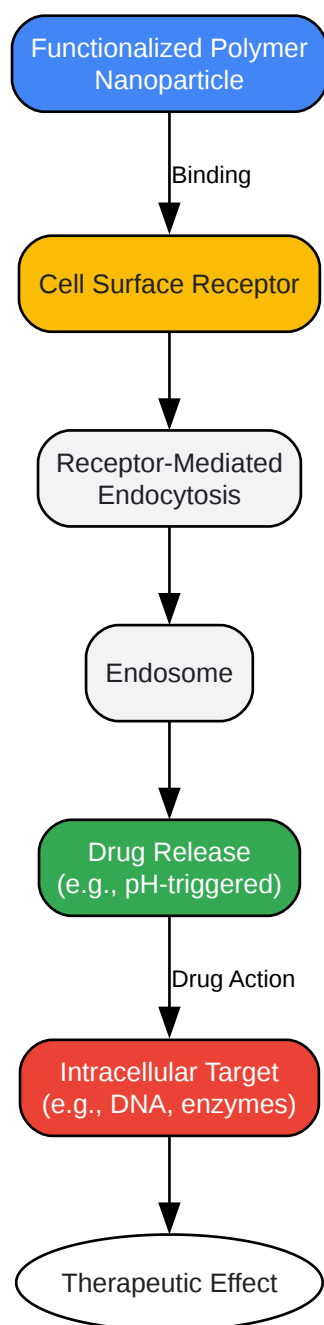 Functionalized Polymer
Nanoparticle
Binding
Cell Surface Receptor
Receptor-Mediated
Endocytosis
Endosome
Drug Release
(e.g., pH-triggered)
Drug Action
Intracellular Target
(e.g., DNA, enzymes)
Therapeutic Effect